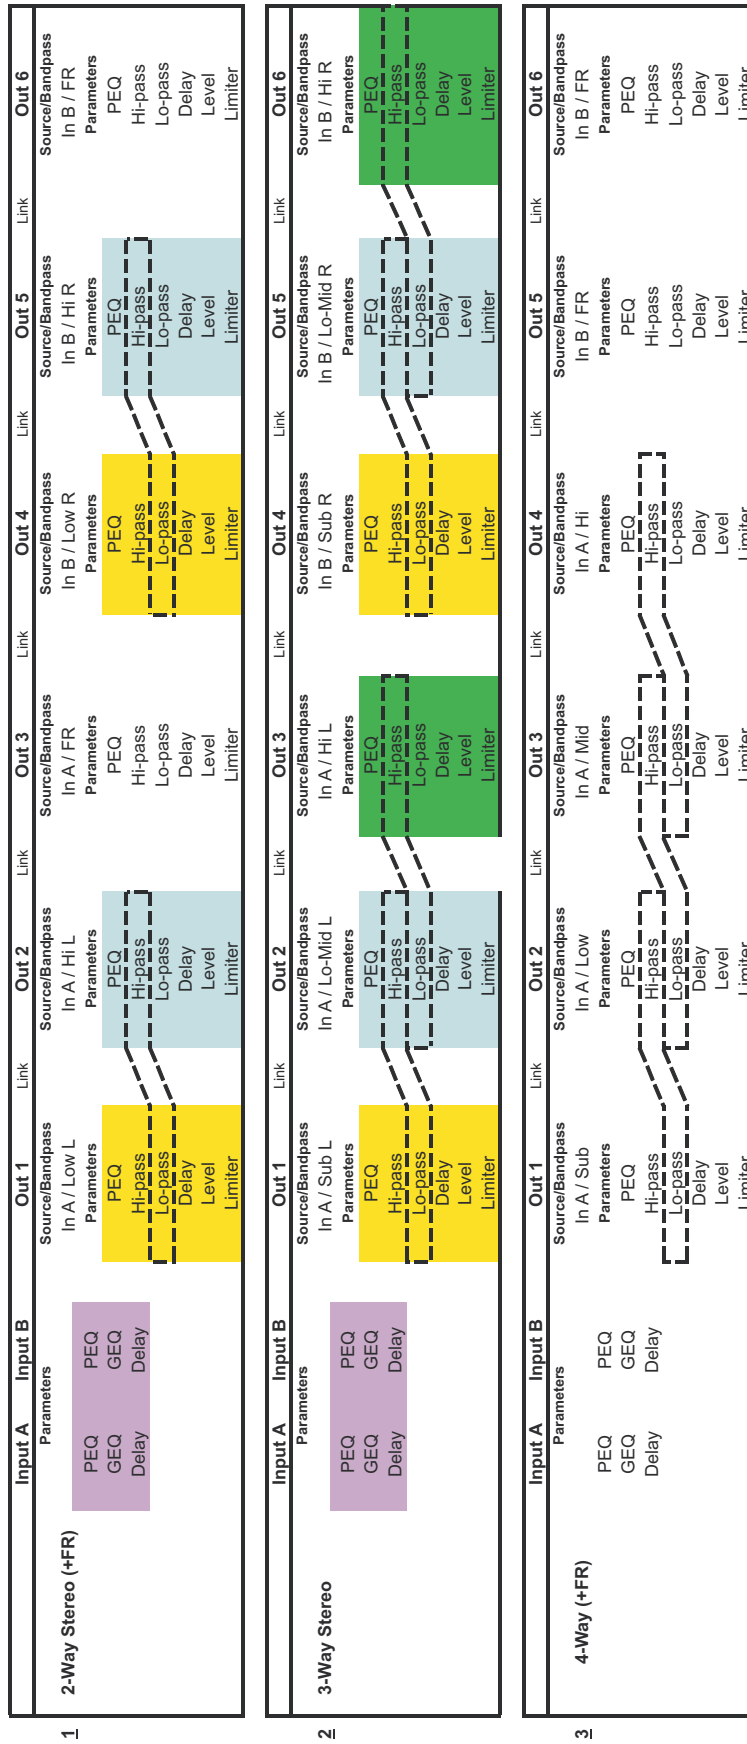 Input A Input B Out 1 Link Out 2 Link Out 3 Link Out 4 Link Out 5 Link Out 6
Parameters Source/Bandpass Source/Bandpass Source/Bandpass Source/Bandpass Source/Bandpass Source/Bandpass
1 2-Way Stereo (+FR) In A / Low L In A / Hi L In A / FR In B / Low R In B / Hi R In B / FR
PEQ PEQ Parameters Parameters Parameters Parameters Parameters Parameters
GEQ GEQ PEQ PEQ PEQ PEQ PEQ PEQ
Delay Delay Hi-pass Hi-pass Hi-pass Hi-pass Hi-pass Hi-pass
Lo-pass Lo-pass Lo-pass Lo-pass Lo-pass Lo-pass
Delay Delay Delay Delay Delay Delay
Level Level Level Level Level Level
Limiter Limiter Limiter Limiter Limiter Limiter
Input A Input B Out 1 Link Out 2 Link Out 3 Link Out 4 Link Out 5 Link Out 6
Parameters Source/Bandpass Source/Bandpass Source/Bandpass Source/Bandpass Source/Bandpass Source/Bandpass
2 3-Way Stereo In A / Sub L In A / Lo-Mid L In A / Hi L In B / Sub R In B / Lo-Mid R In B / Hi R
PEQ PEQ Parameters Parameters Parameters Parameters Parameters Parameters
GEQ GEQ PEQ PEQ PEQ PEQ PEQ PEQ
Delay Delay Hi-pass Hi-pass Hi-pass Hi-pass Hi-pass Hi-pass
Lo-pass Lo-pass Lo-pass Lo-pass Lo-pass Lo-pass
Delay Delay Delay Delay Delay Delay
Level Level Level Level Level Level
Limiter Limiter Limiter Limiter Limiter Limiter
Input A Input B Out 1 Link Out 2 Link Out 3 Link Out 4 Link Out 5 Link Out 6
Parameters Source/Bandpass Source/Bandpass Source/Bandpass Source/Bandpass Source/Bandpass Source/Bandpass
3 4-Way (+FR) In A / Sub In A / Low In A / Mid In A / Hi In B / FR In B / FR
PEQ PEQ Parameters Parameters Parameters Parameters Parameters Parameters
GEQ GEQ PEQ PEQ PEQ PEQ PEQ PEQ
Delay Delay Hi-pass Hi-pass Hi-pass Hi-pass Hi-pass Hi-pass
Lo-pass Lo-pass Lo-pass Lo-pass Lo-pass Lo-pass
Delay Delay Delay Delay Delay Delay
Level Level Level Level Level Level
Limiter Limiter Limiter Limiter Limiter Limiter